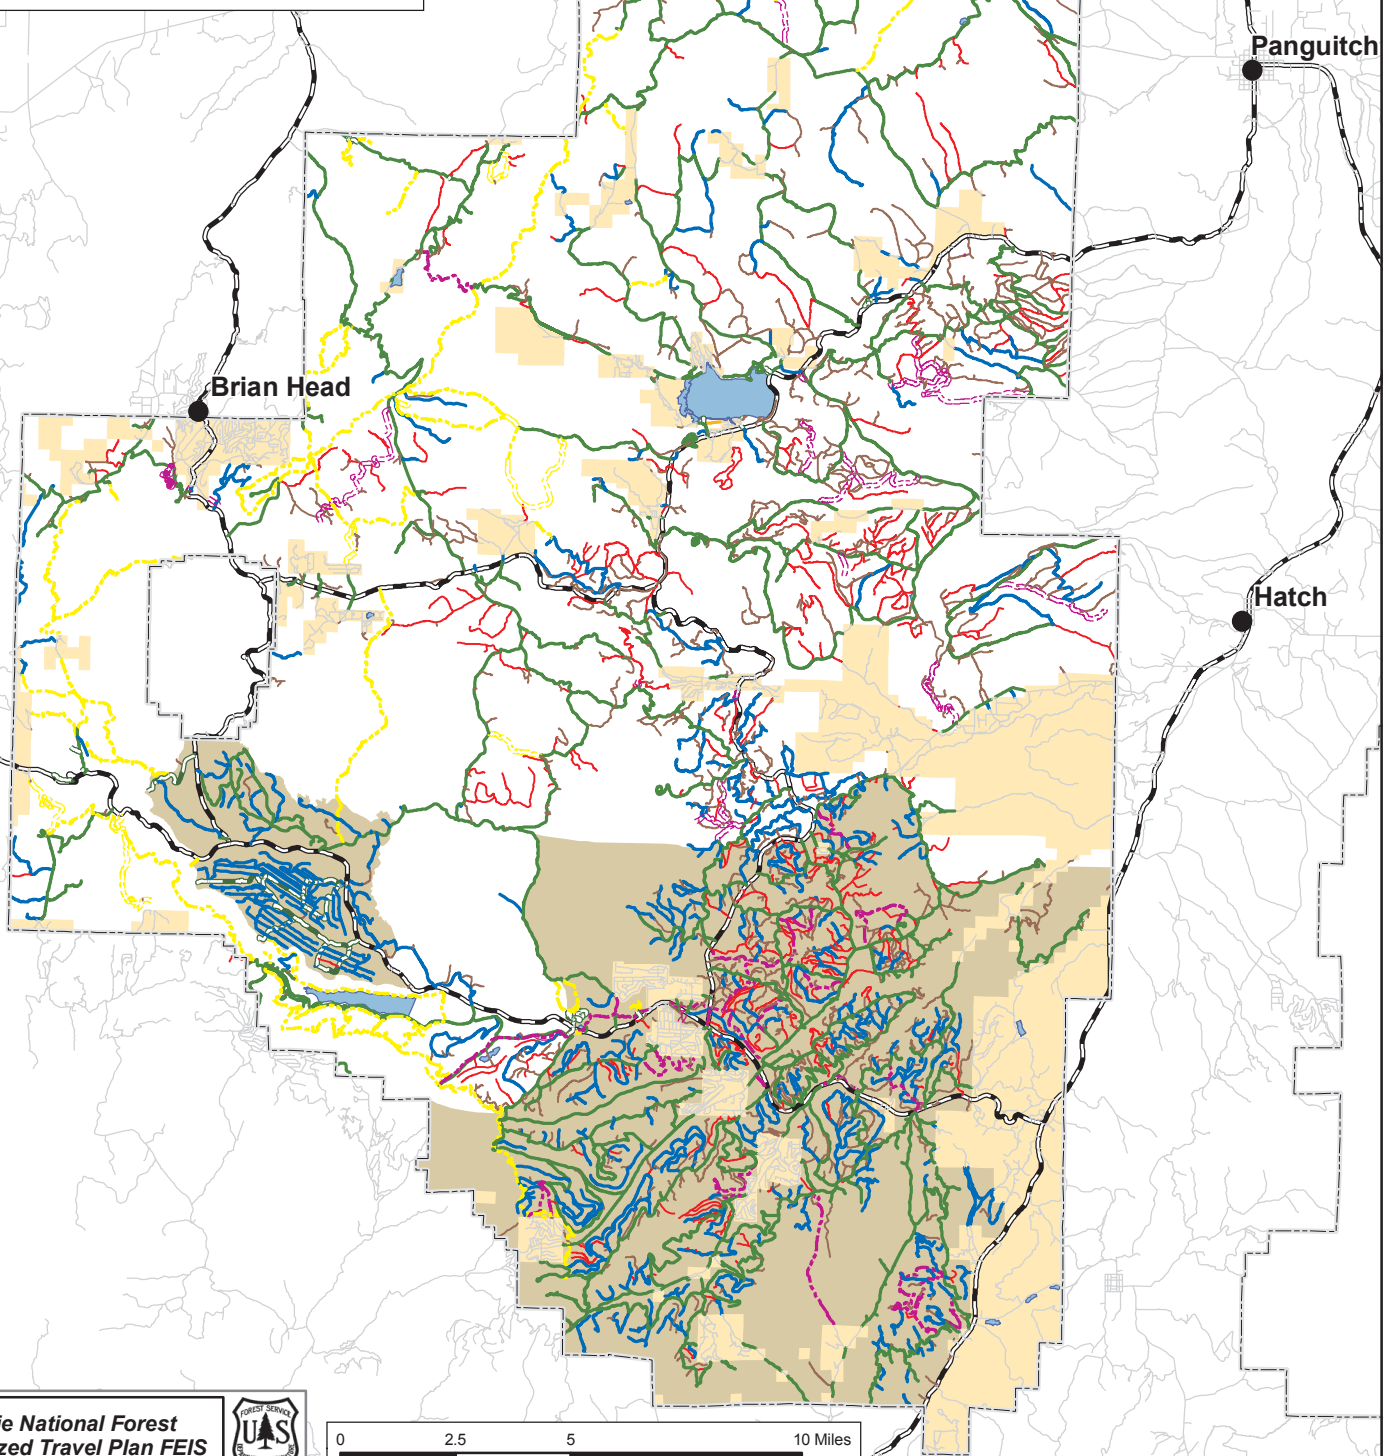 Panguitch
Brian Head
Hatch
ie National Forest
zed Travel Plan FEIS
FOREST SERVICE
U S
0 2.5 5 10 Miles